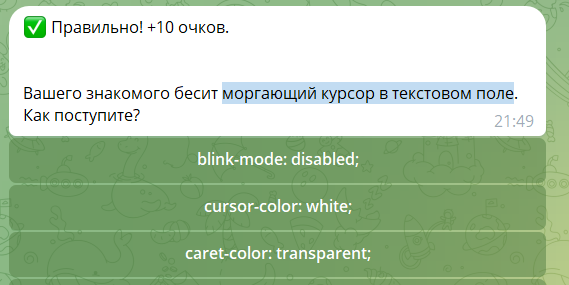 ✅ Правильно! +10 очков.
Вашего знакомого бесит моргающий курсор в текстовом поле.
Как поступите?
21:49
blink-mode: disabled;
cursor-color: white;
caret-color: transparent;